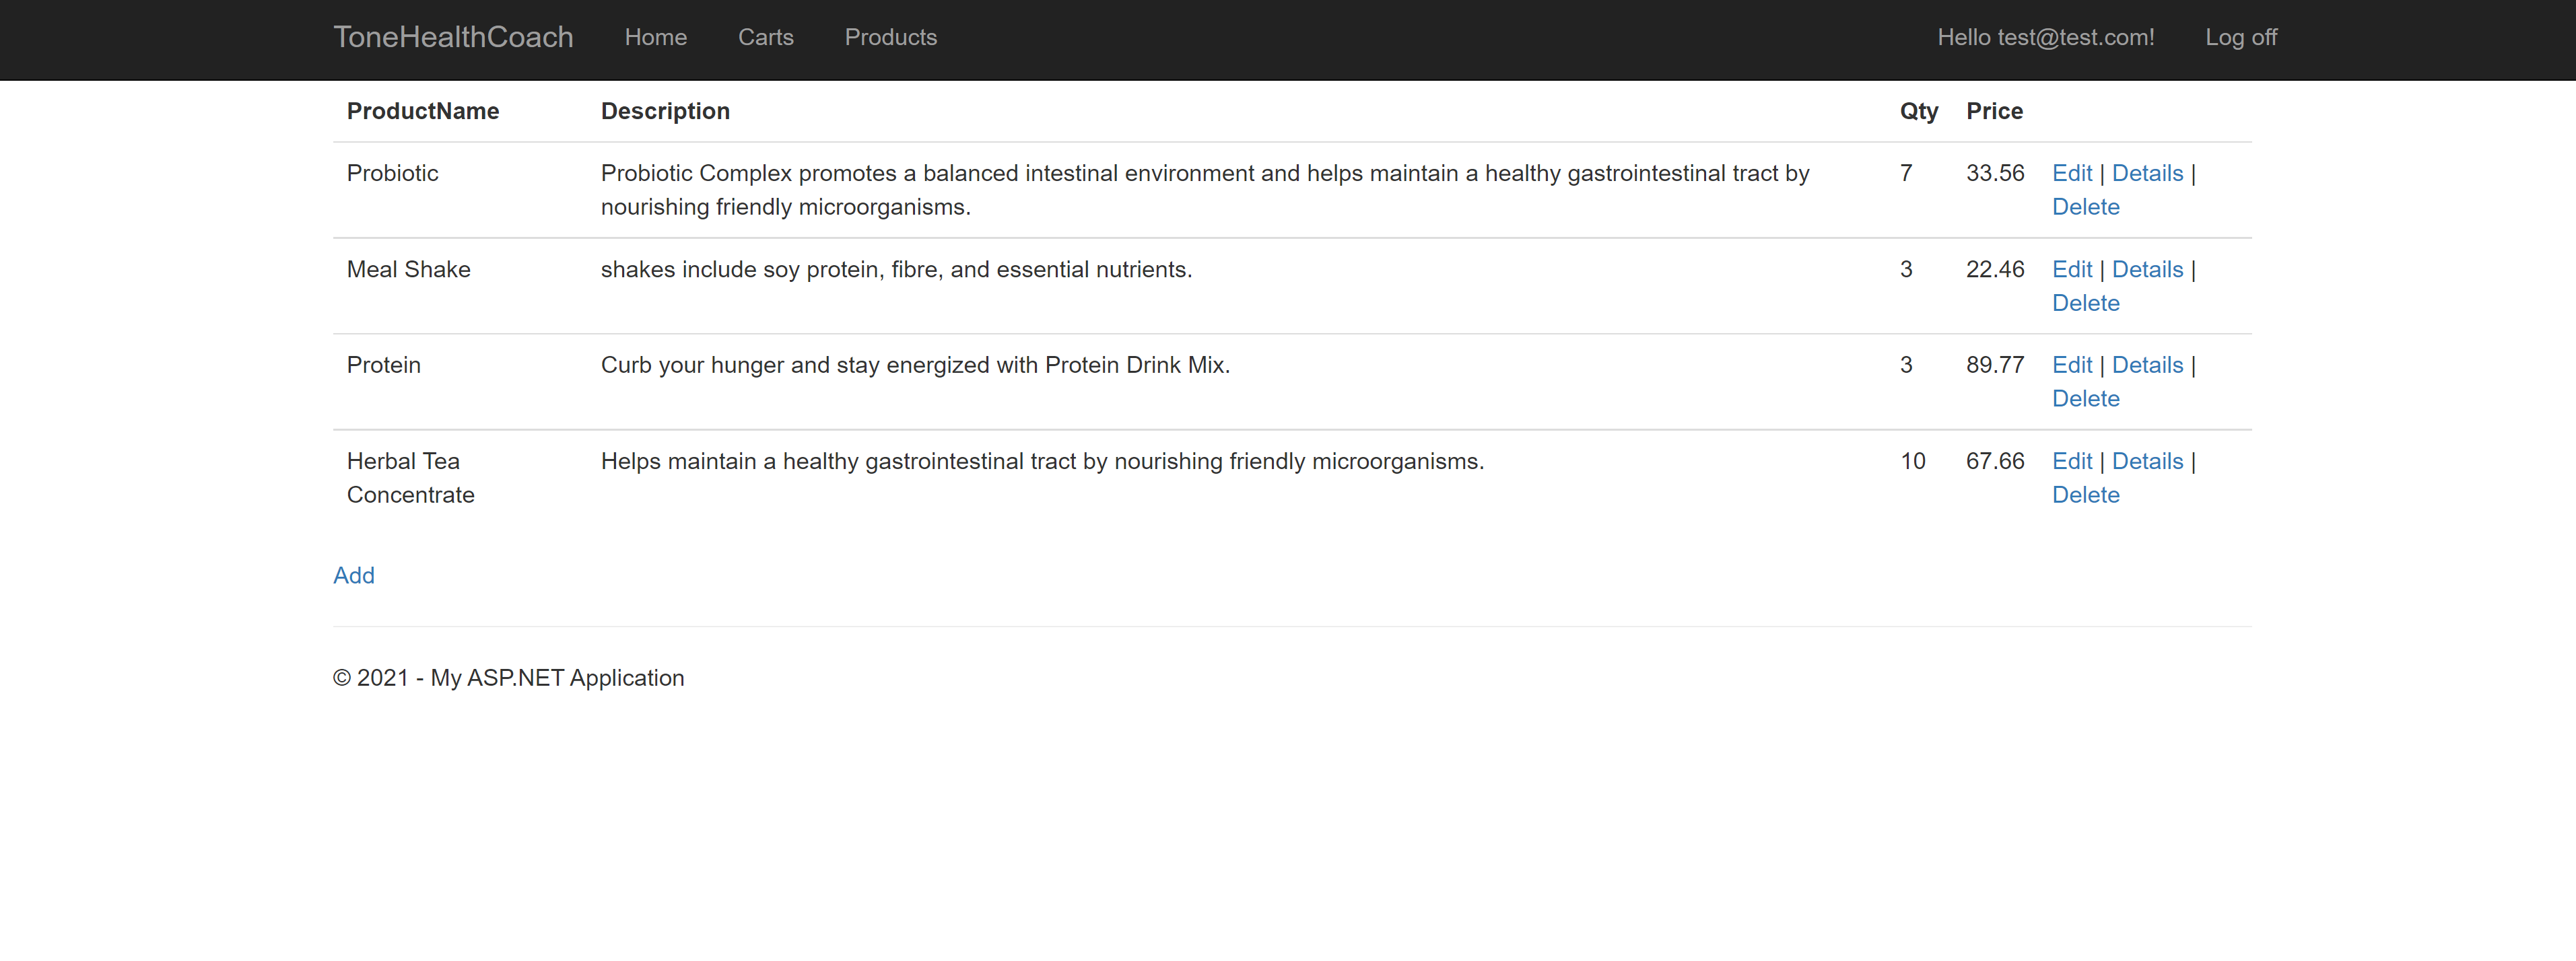 ToneHealthCoach Home Carts Products Hello test@test.com! Log off
ProductName Description Qty Price
Probiotic Probiotic Complex promotes a balanced intestinal environment and helps maintain a healthy gastrointestinal tract by 7 33.56 Edit | Details |
nourishing friendly microorganisms. Delete
Meal Shake shakes include soy protein, fibre, and essential nutrients. 3 22.46 Edit | Details |
Delete
Protein Curb your hunger and stay energized with Protein Drink Mix. 3 89.77 Edit | Details |
Delete
Herbal Tea Helps maintain a healthy gastrointestinal tract by nourishing friendly microorganisms. 10 67.66 Edit | Details |
Concentrate Delete
Add
© 2021 - My ASP.NET Application